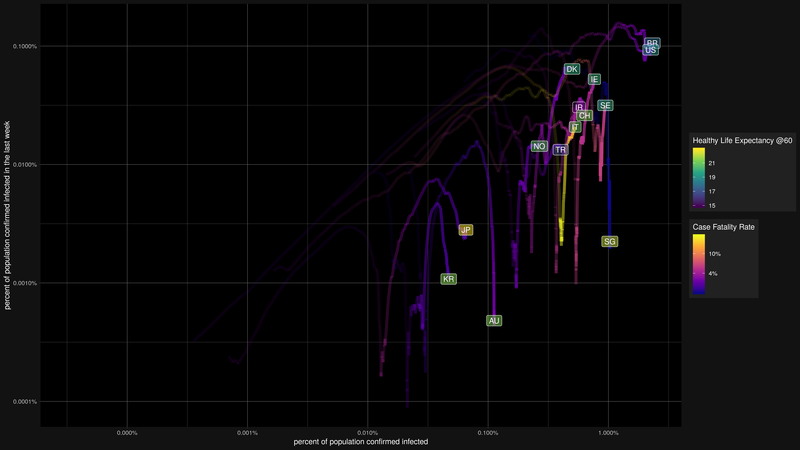 percent of population confirmed infected in the last week
0.1000%
0.0100%
0.0010%
0.0001%
BR
US
DK
IE
IR
SE
CH
IT
NO
TR
JP
SG
KR
AU
0.000%
0.001%
0.010%
0.100%
1.000%
percent of population confirmed infected
Healthy Life Expectancy @60
21
19
17
15
Case Fatality Rate
10%
4%